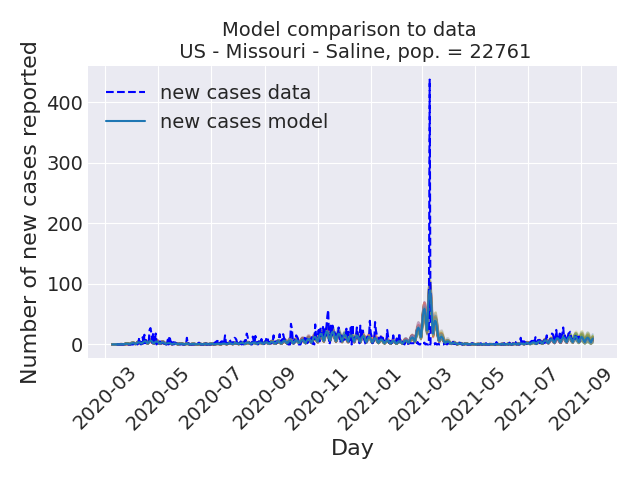 Model comparison to data
US - Missouri - Saline, pop. = 22761
Number of new cases reported
400
300
200
100
0
new cases data
new cases model
2020-03
2020-05
2020-07
2020-09
2020-11
2021-01
2021-03
2021-05
2021-07
2021-09
Day